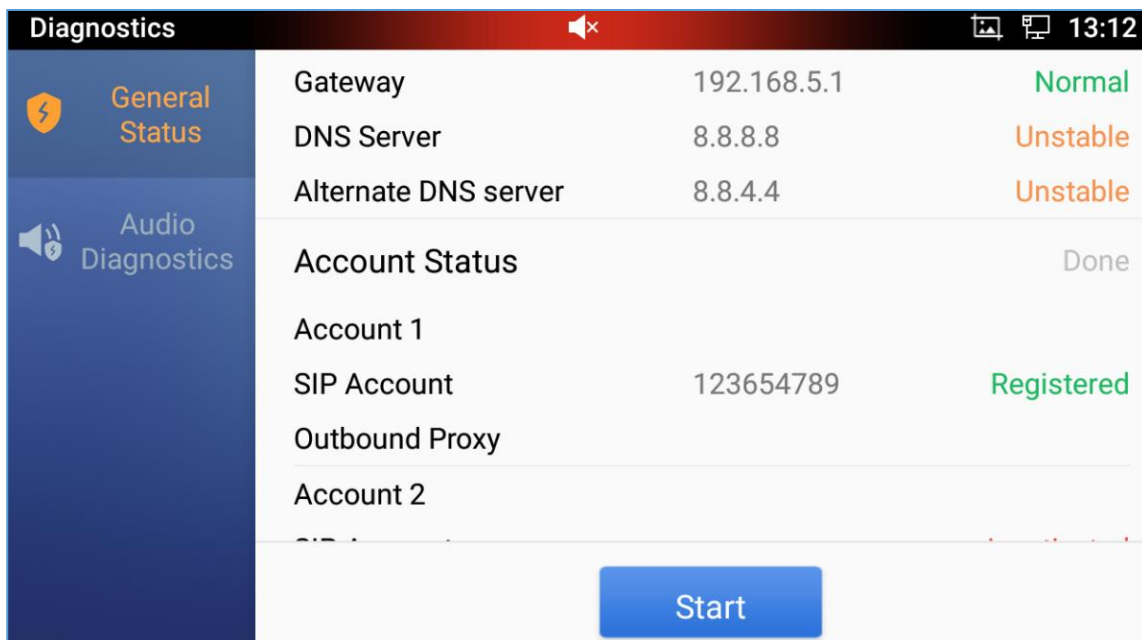 Diagnostics
13:12
General
Status
Audio
Diagnostics
Gateway 192.168.5.1 Normal
DNS Server 8.8.8.8 Unstable
Alternate DNS server 8.8.4.4 Unstable
Account Status Done
Account 1
SIP Account 123654789 Registered
Outbound Proxy
Account 2
Start